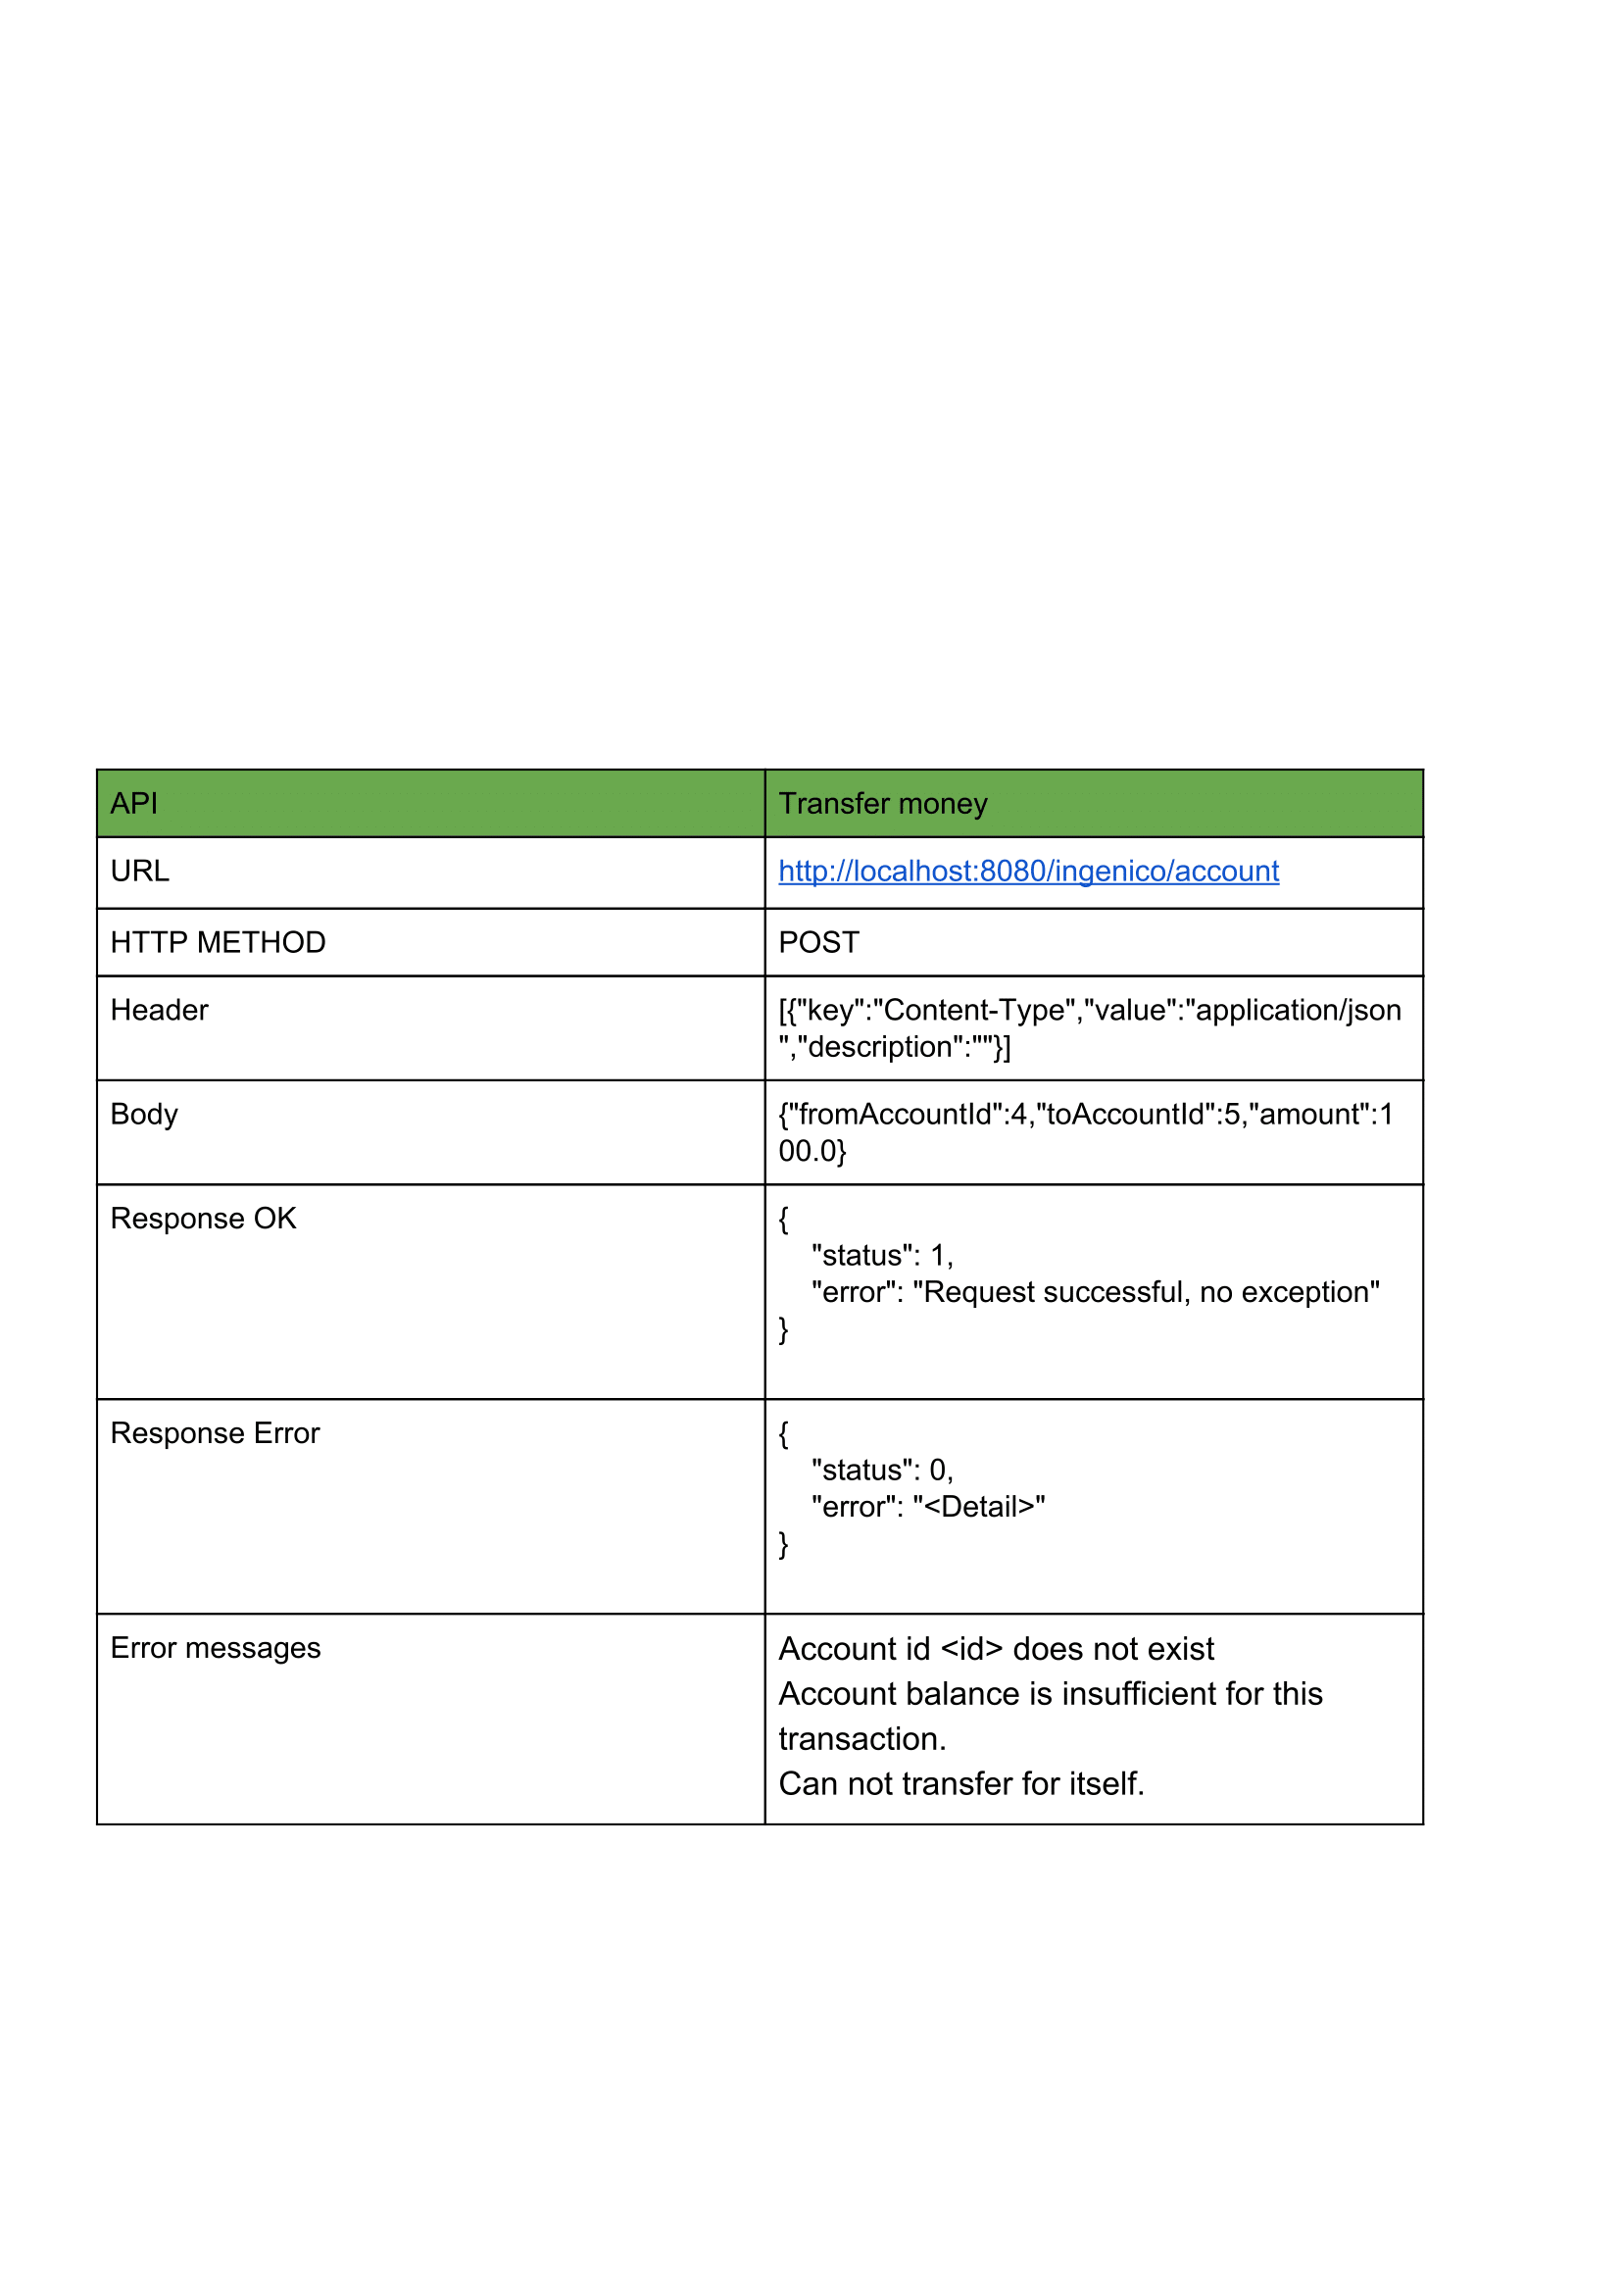 API
Transfer money
URL
http://localhost:8080/ingenico/account
HTTP METHOD
POST
Header
[{"key":"Content-Type","value":"application/json
","description":""}]
Body
{"fromAccountId":4,"toAccountId":5,"amount":1
00.0}
Response OK
{
    "status": 1,
    "error": "Request successful, no exception"
}
Response Error
{
    "status": 0,
    "error": "<Detail>"
}
Error messages
Account id <id> does not exist
Account balance is insufficient for this
transaction.
Can not transfer for itself.